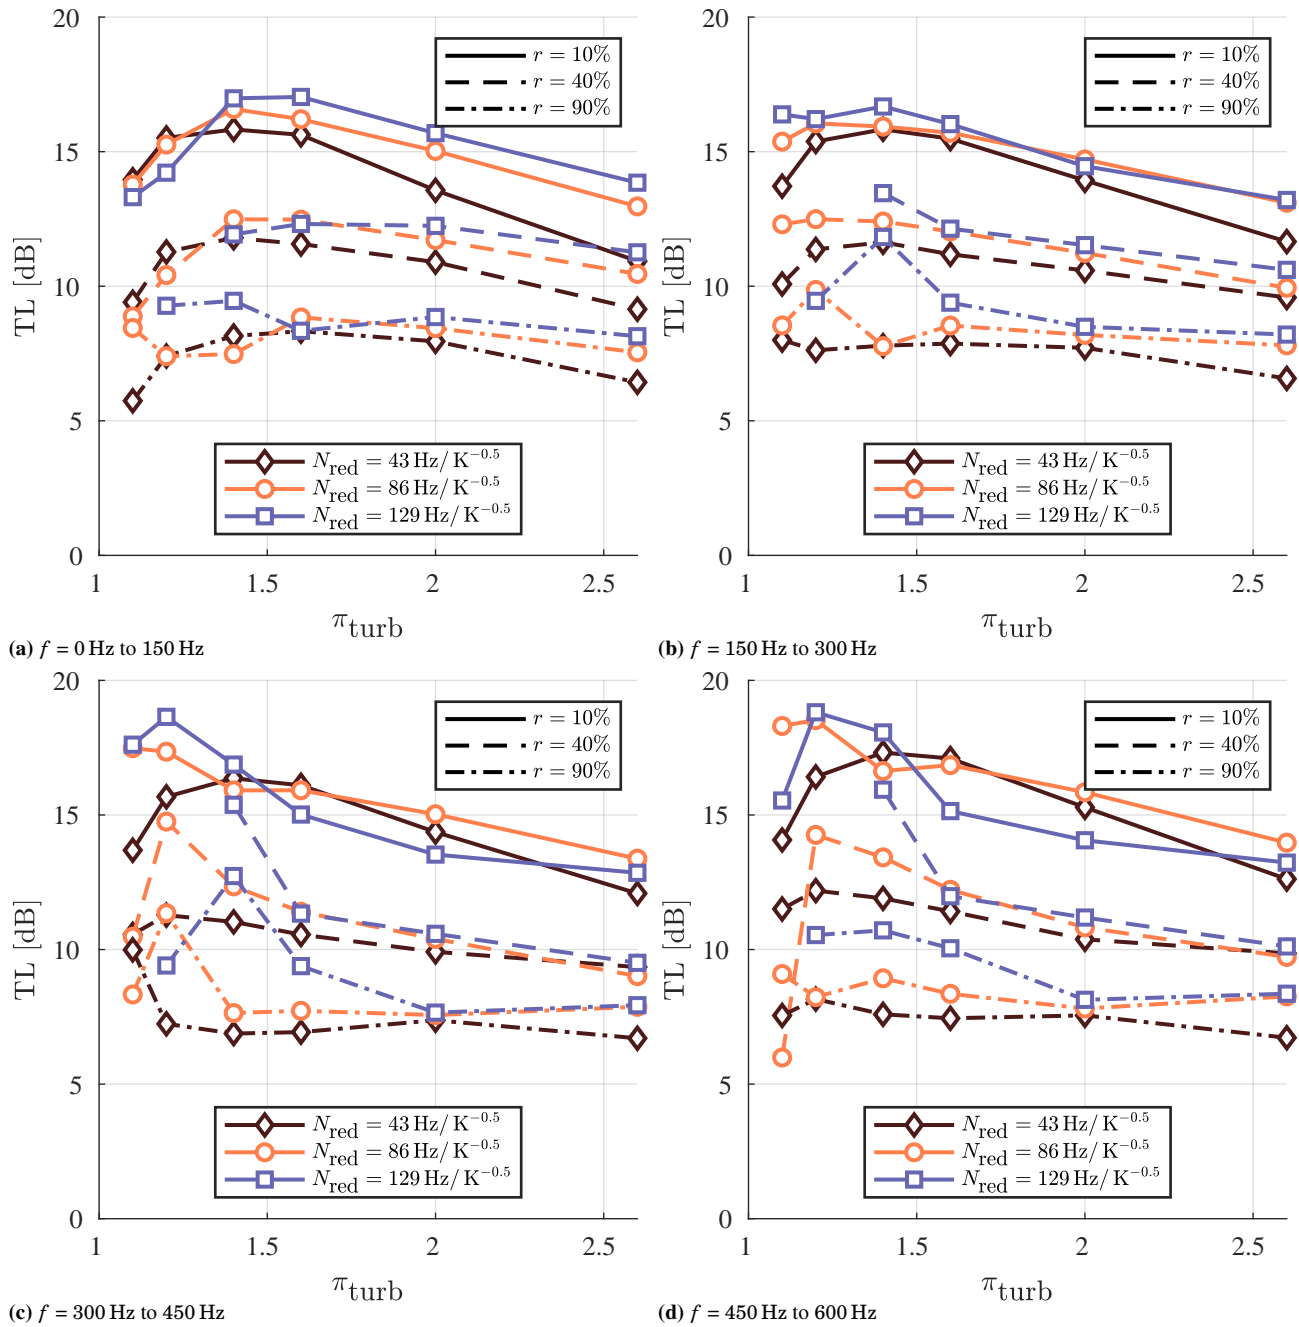 20
15
10
5
0
TL [dB]
r = 10%
r = 40%
r = 90%
N_red = 43 Hz/ K^−0.5
N_red = 86 Hz/ K^−0.5
N_red = 129 Hz/ K^−0.5
1 1.5 2 2.5
π_turb
(a) f = 0 Hz to 150 Hz
20
15
10
5
0
TL [dB]
r = 10%
r = 40%
r = 90%
N_red = 43 Hz/ K^−0.5
N_red = 86 Hz/ K^−0.5
N_red = 129 Hz/ K^−0.5
1 1.5 2 2.5
π_turb
(b) f = 150 Hz to 300 Hz
20
15
10
5
0
TL [dB]
r = 10%
r = 40%
r = 90%
N_red = 43 Hz/ K^−0.5
N_red = 86 Hz/ K^−0.5
N_red = 129 Hz/ K^−0.5
1 1.5 2 2.5
π_turb
(c) f = 300 Hz to 450 Hz
20
15
10
5
0
TL [dB]
r = 10%
r = 40%
r = 90%
N_red = 43 Hz/ K^−0.5
N_red = 86 Hz/ K^−0.5
N_red = 129 Hz/ K^−0.5
1 1.5 2 2.5
π_turb
(d) f = 450 Hz to 600 Hz